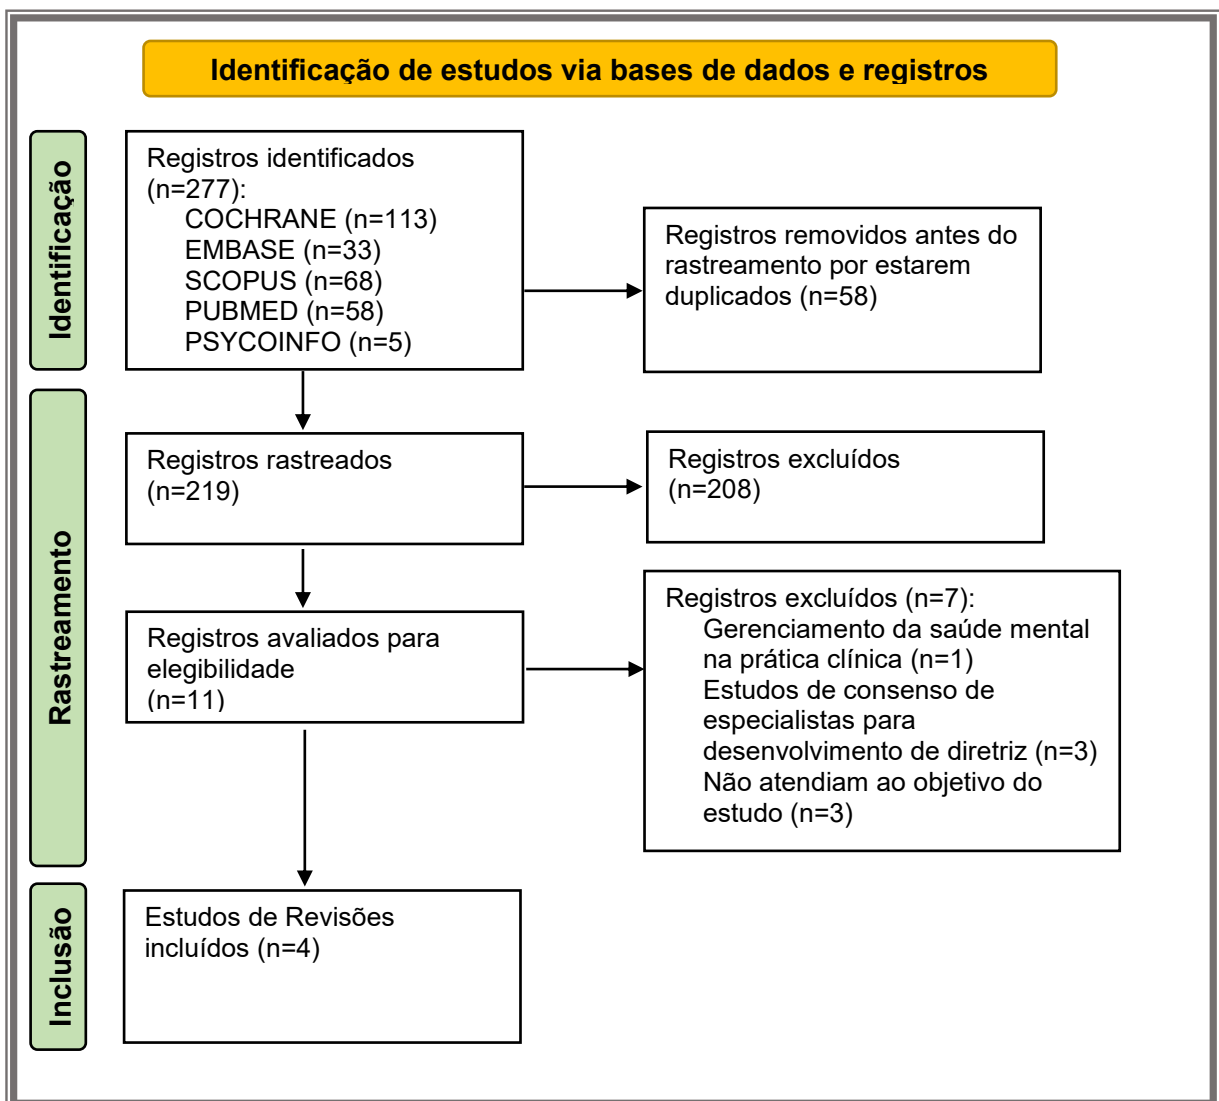 Identificação de estudos via bases de dados e registros
Identificação
Registros identificados
(n=277):
COCHRANE (n=113)
EMBASE (n=33)
SCOPUS (n=68)
PUBMED (n=58)
PSYCOINFO (n=5)
Registros removidos antes do
rastreamento por estarem
duplicados (n=58)
Rastreamento
Registros rastreados
(n=219)
Registros excluídos
(n=208)
Registros avaliados para
elegibilidade
(n=11)
Registros excluídos (n=7):
Gerenciamento da saúde mental
na prática clínica (n=1)
Estudos de consenso de
especialistas para
desenvolvimento de diretriz (n=3)
Não atendiam ao objetivo do
estudo (n=3)
Inclusão
Estudos de Revisões
incluídos (n=4)